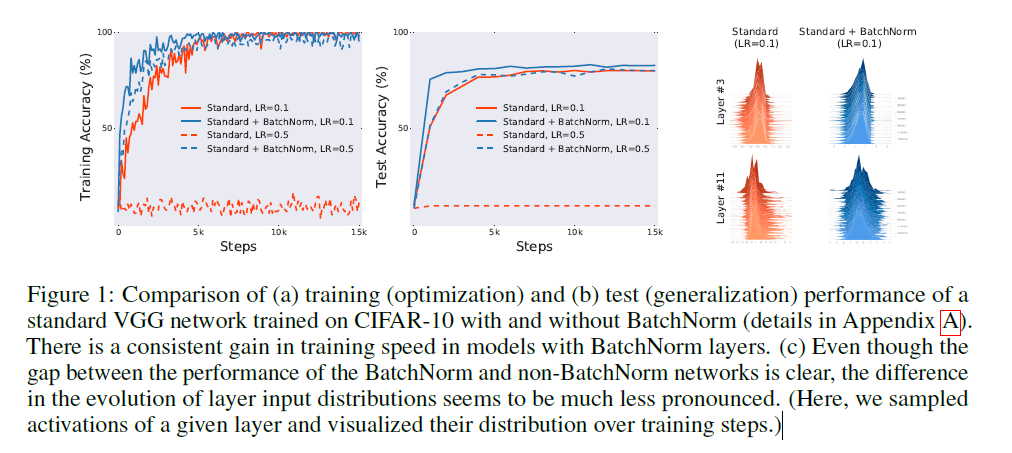 Standard
(LR=0.1)
Standard + BatchNorm
(LR=0.1)
100
50
Training Accuracy (%)
Standard, LR=0.1
Standard + BatchNorm, LR=0.1
Standard, LR=0.5
Standard + BatchNorm, LR=0.5
0
5k
10k
15k
Steps
100
50
Test Accuracy (%)
Standard, LR=0.1
Standard + BatchNorm, LR=0.1
Standard, LR=0.5
Standard + BatchNorm, LR=0.5
0
5k
10k
15k
Steps
Layer #3
Layer #11
Figure 1: Comparison of (a) training (optimization) and (b) test (generalization) performance of a
standard VGG network trained on CIFAR-10 with and without BatchNorm (details in Appendix A).
There is a consistent gain in training speed in models with BatchNorm layers. (c) Even though the
gap between the performance of the BatchNorm and non-BatchNorm networks is clear, the difference
in the evolution of layer input distributions seems to be much less pronounced. (Here, we sampled
activations of a given layer and visualized their distribution over training steps.)